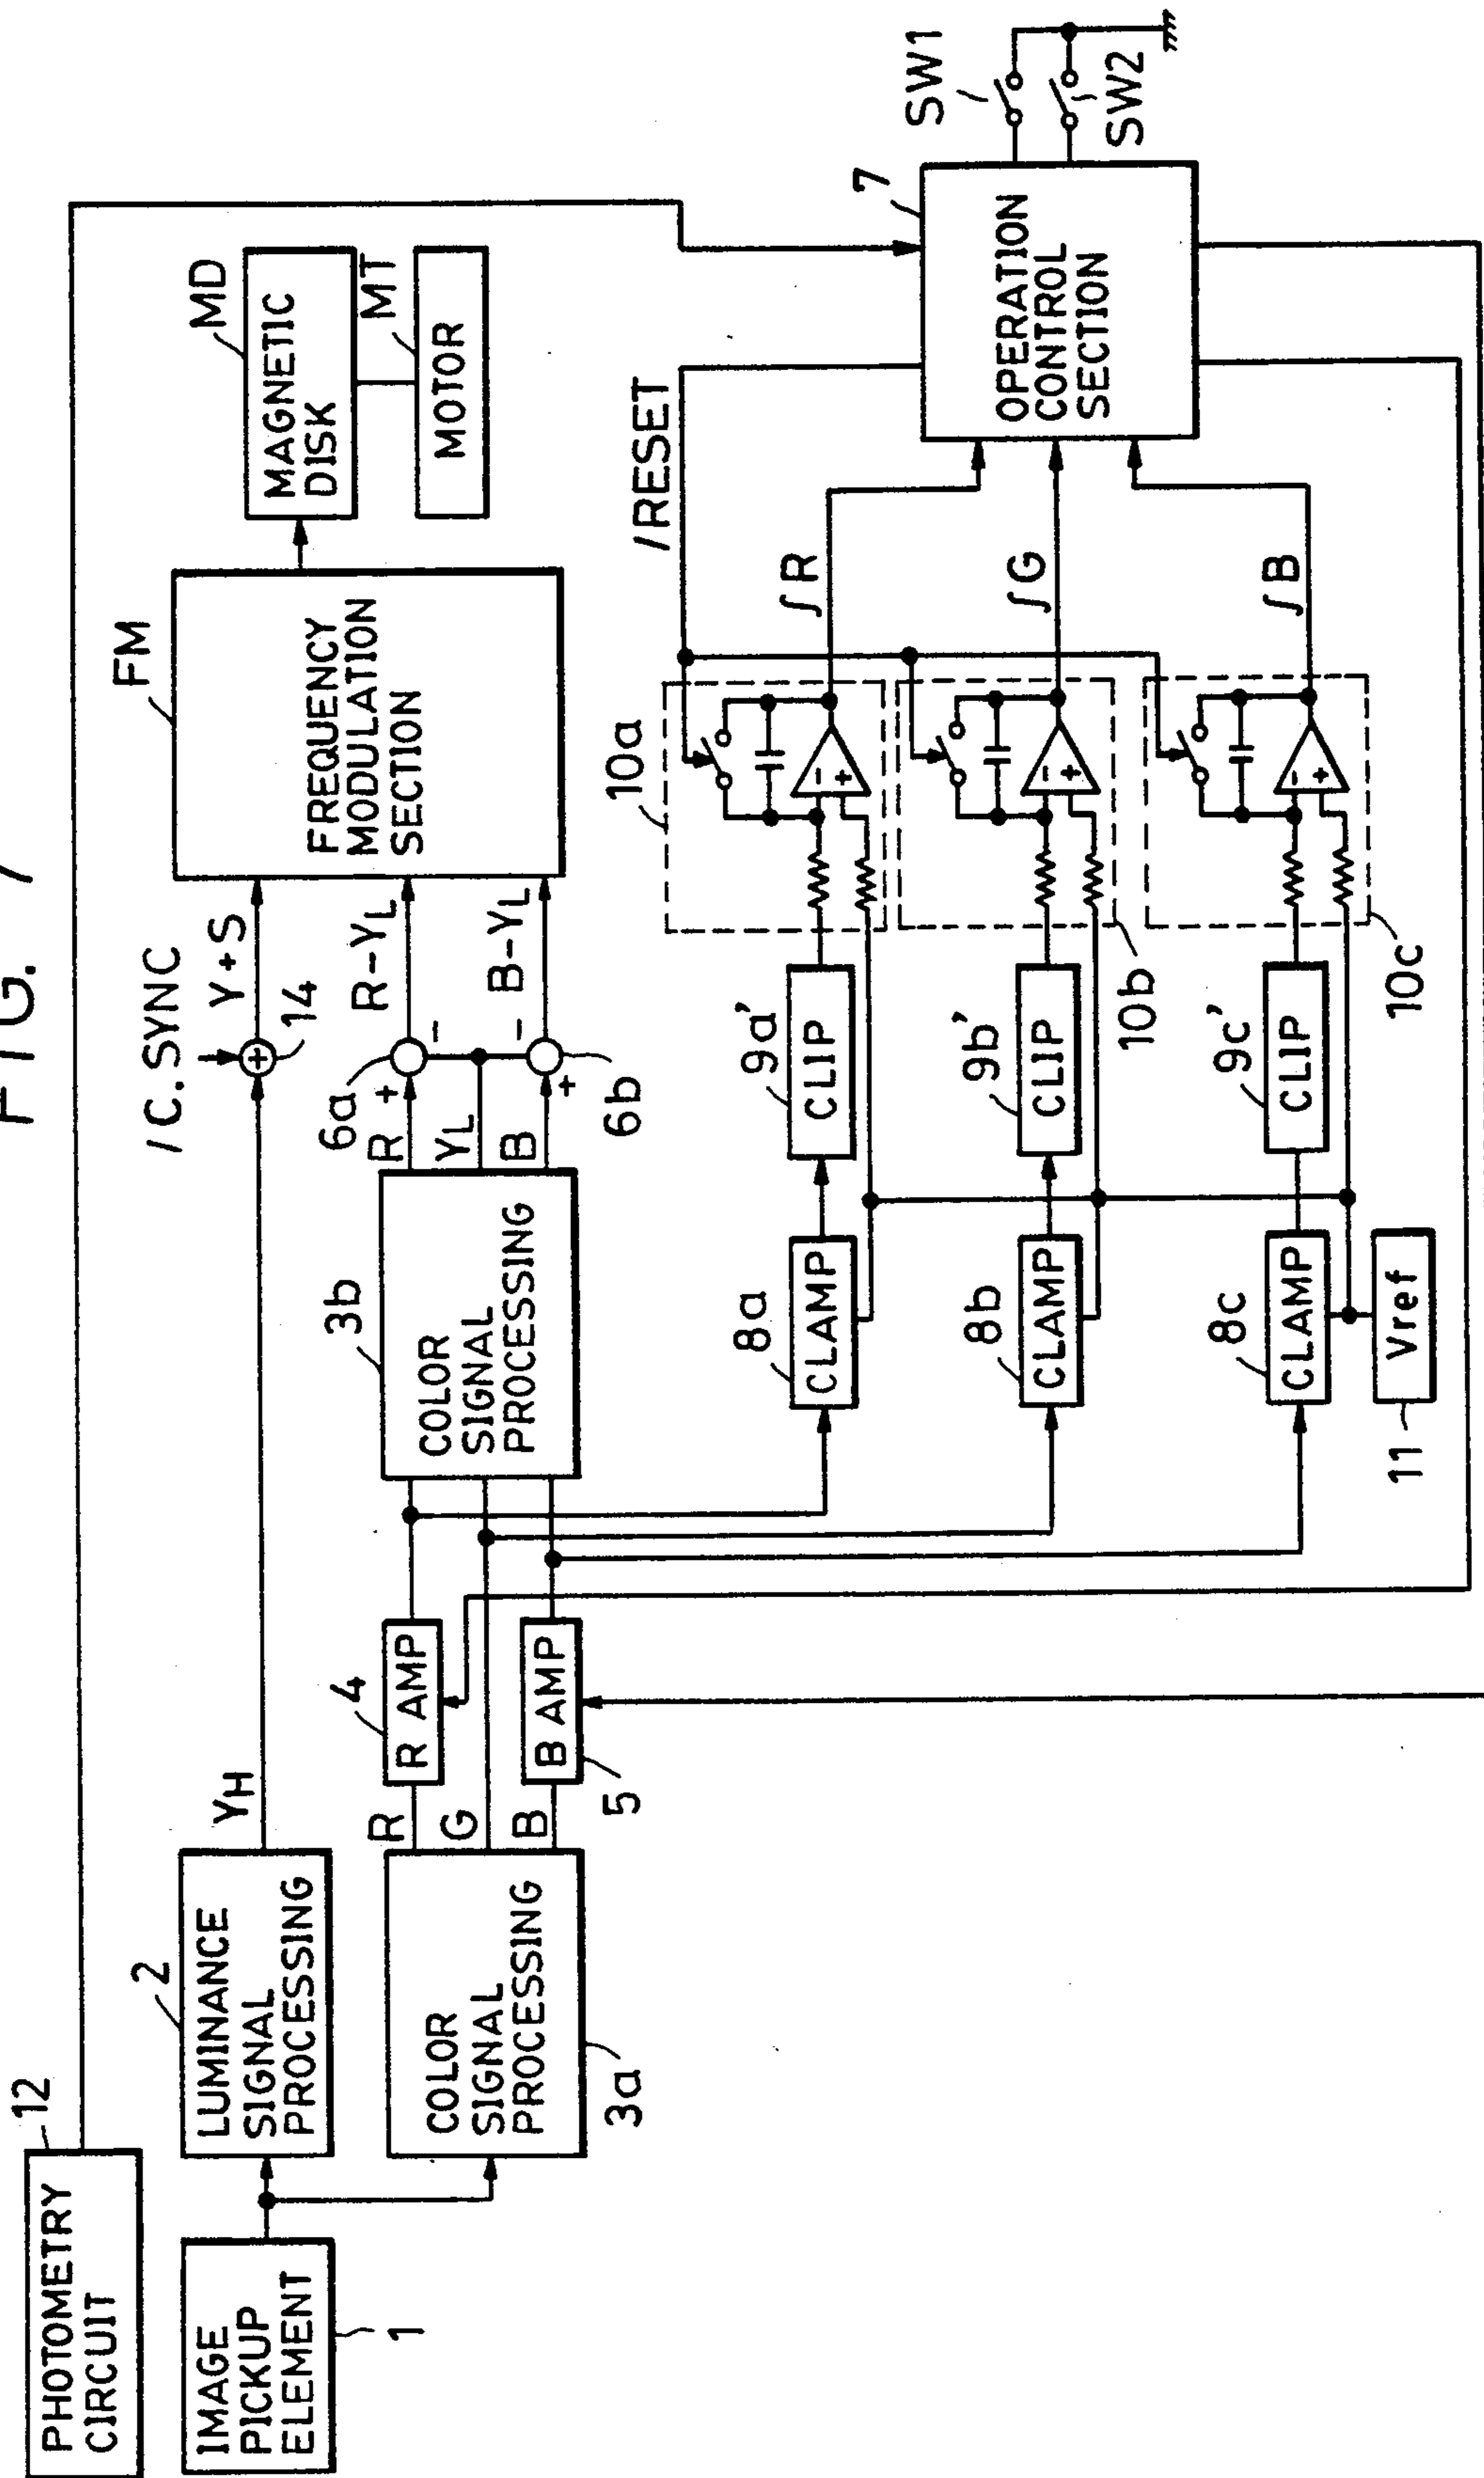 FIG. 7
PHOTOMETRY
CIRCUIT
12
IMAGE
PICKUP
ELEMENT
1
LUMINANCE
SIGNAL
PROCESSING
2
YH
COLOR
SIGNAL
PROCESSING
3a
R
G
B
R AMP
4
B AMP
5
COLOR
SIGNAL
PROCESSING
3b
/C.SYNC
+
14
Y+S
R
YL
B
6a
+
-
6b
+
-
R-YL
B-YL
FREQUENCY
MODULATION
SECTION
FM
MAGNETIC
DISK
MD
MOTOR
MT
CLAMP
8a
CLIP
9a'
10a
-
+
∫R
CLAMP
8b
CLIP
9b'
10b
-
+
∫G
CLAMP
8c
CLIP
9c'
10c
-
+
∫B
Vref
11
/RESET
OPERATION
CONTROL
SECTION
7
SW1
SW2